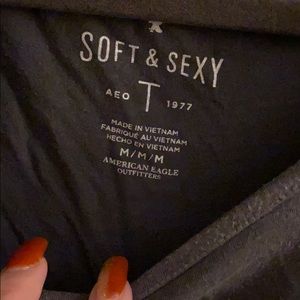 SOFT & SEXY
AEO T 1977
MADE IN VIETNAM
FABRIQUÉ AU VIETNAM
HECHO EN VIETNAM
M/M/M
AMERICAN EAGLE
OUTFITTERS